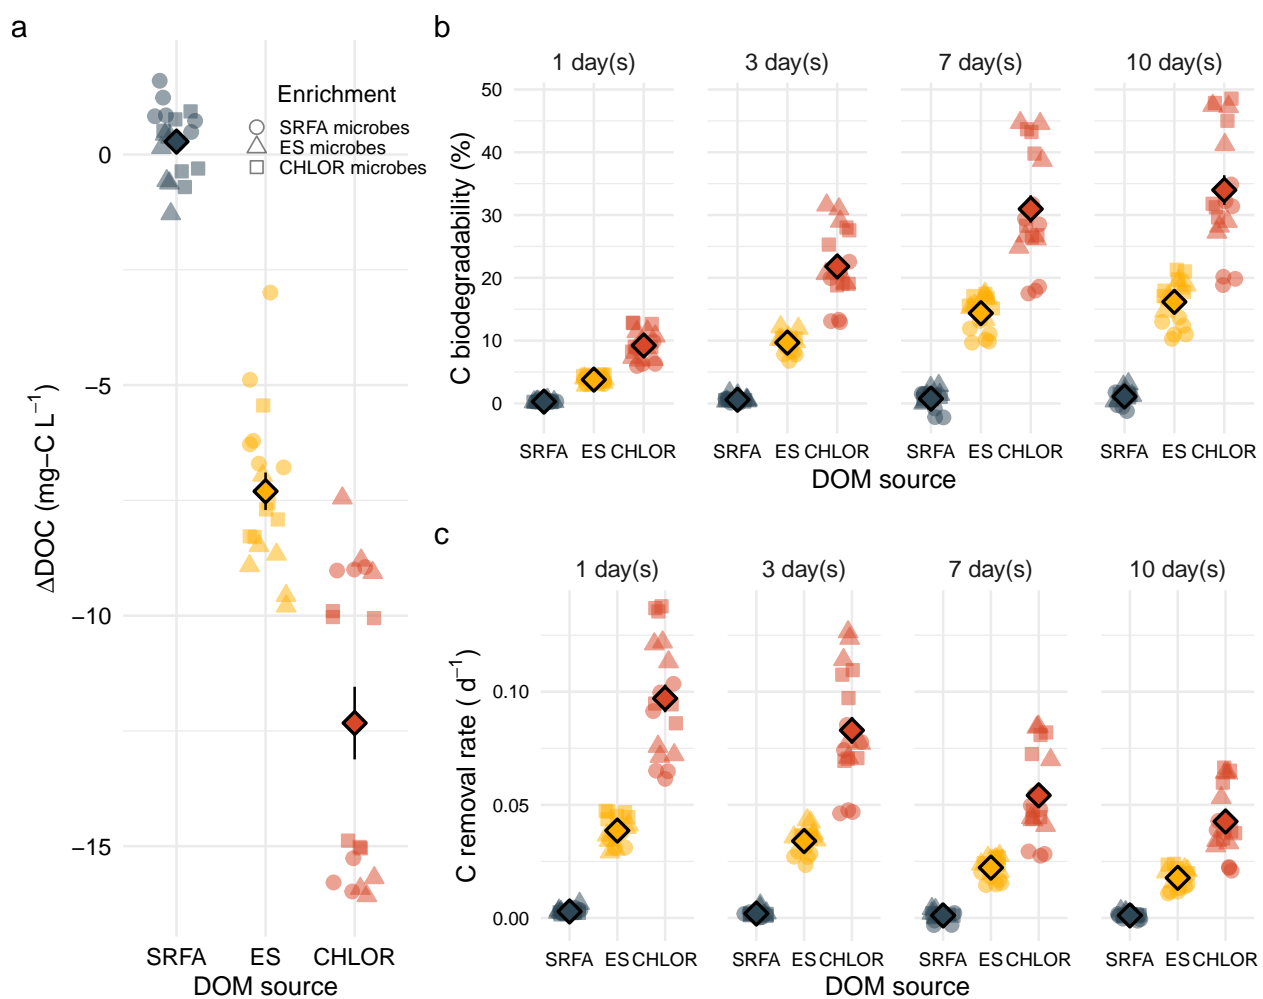 a
ΔDOC (mg−C L−1)
0
−5
−10
−15
Enrichment
SRFA microbes
ES microbes
CHLOR microbes
SRFA ES CHLOR
DOM source
b
1 day(s) 3 day(s) 7 day(s) 10 day(s)
C biodegradability (%)
50
40
30
20
10
0
SRFA ES CHLOR SRFA ES CHLOR SRFA ES CHLOR SRFA ES CHLOR
DOM source
c
1 day(s) 3 day(s) 7 day(s) 10 day(s)
C removal rate ( d−1)
0.10
0.05
0.00
SRFA ES CHLOR SRFA ES CHLOR SRFA ES CHLOR SRFA ES CHLOR
DOM source